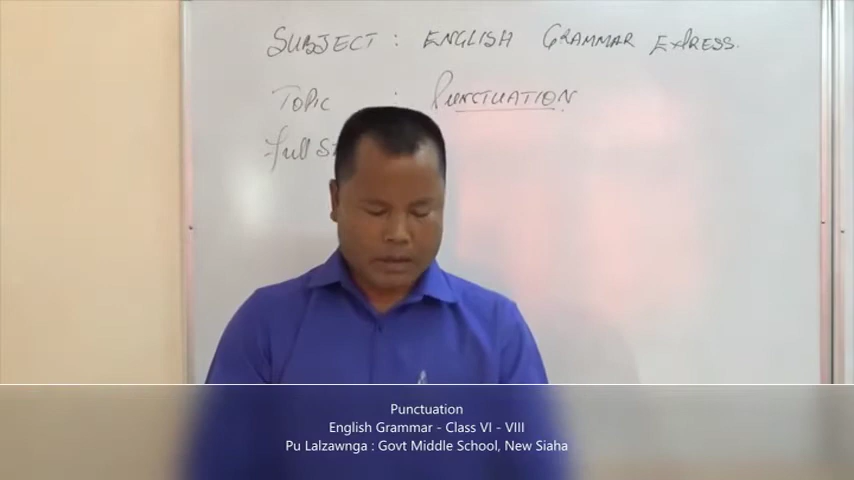 SUBJECT : ENGLISH GRAMMAR EXPRESS.
TOPIC : PUNCTUATION
Full
Punctuation
English Grammar - Class VI - VIII
Pu Lalzawnga : Govt Middle School, New Siaha